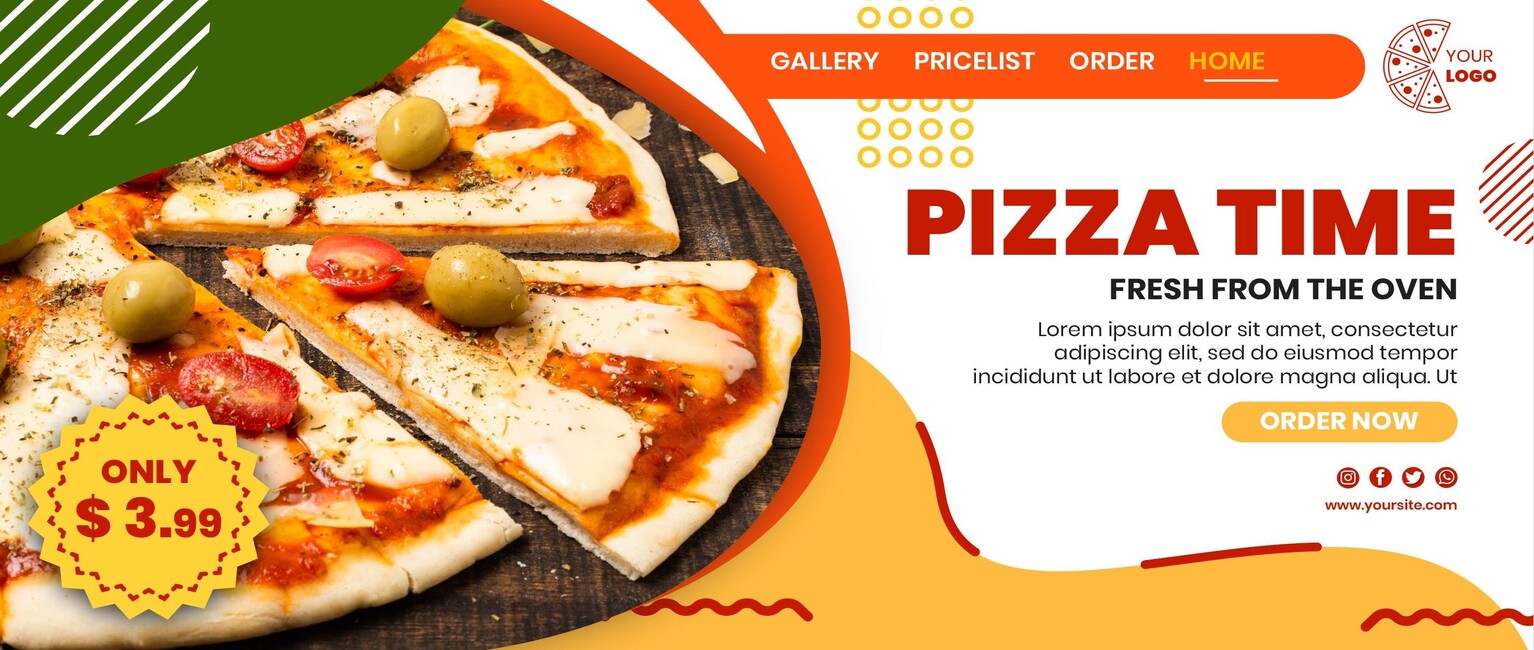 GALLERY PRICELIST ORDER HOME
YOUR
LOGO
PIZZA TIME
FRESH FROM THE OVEN
Lorem ipsum dolor sit amet, consectetur
adipiscing elit, sed do eiusmod tempor
incididunt ut labore et dolore magna aliqua. Ut
ORDER NOW
www.yoursite.com
ONLY
$ 3.99